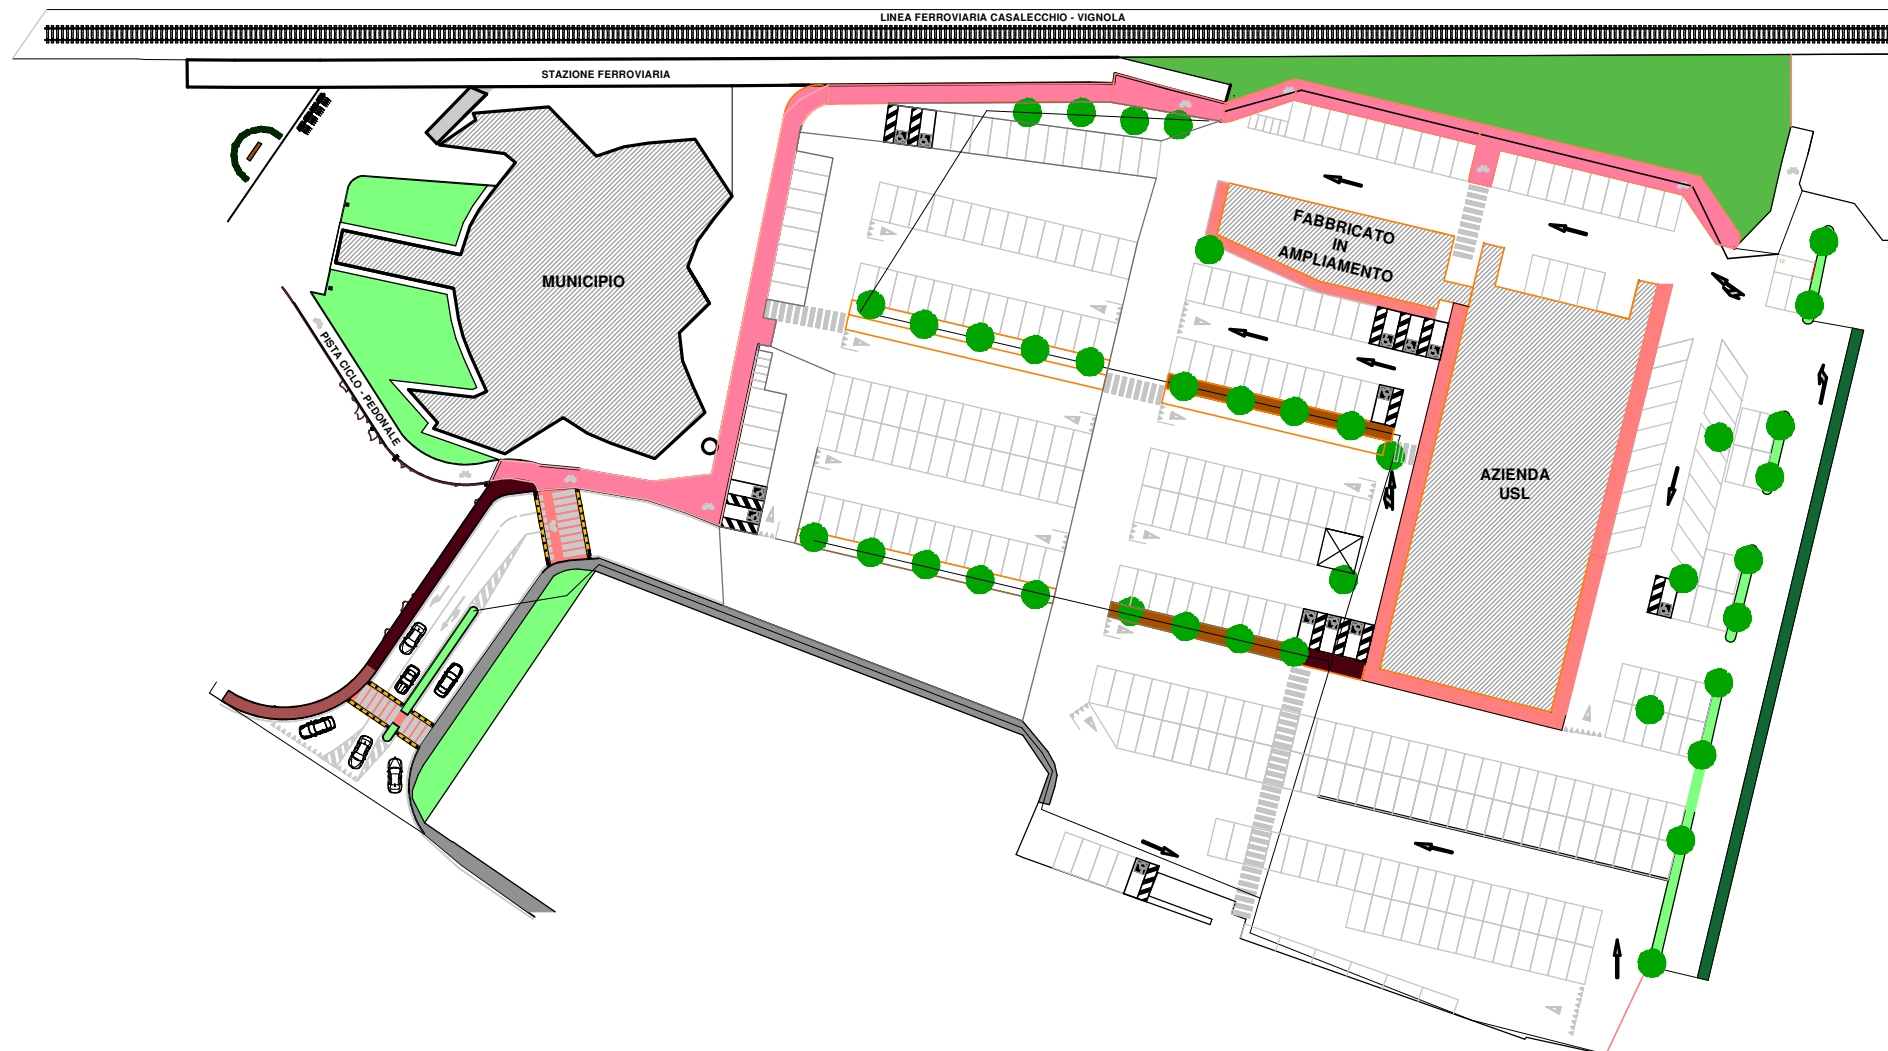 LINEA FERROVIARIA CASALECCHIO - VIGNOLA
STAZIONE FERROVIARIA
FABBRICATO
IN
AMPLIAMENTO
MUNICIPIO
PISTA CICLO - PEDONALE
AZIENDA
USL